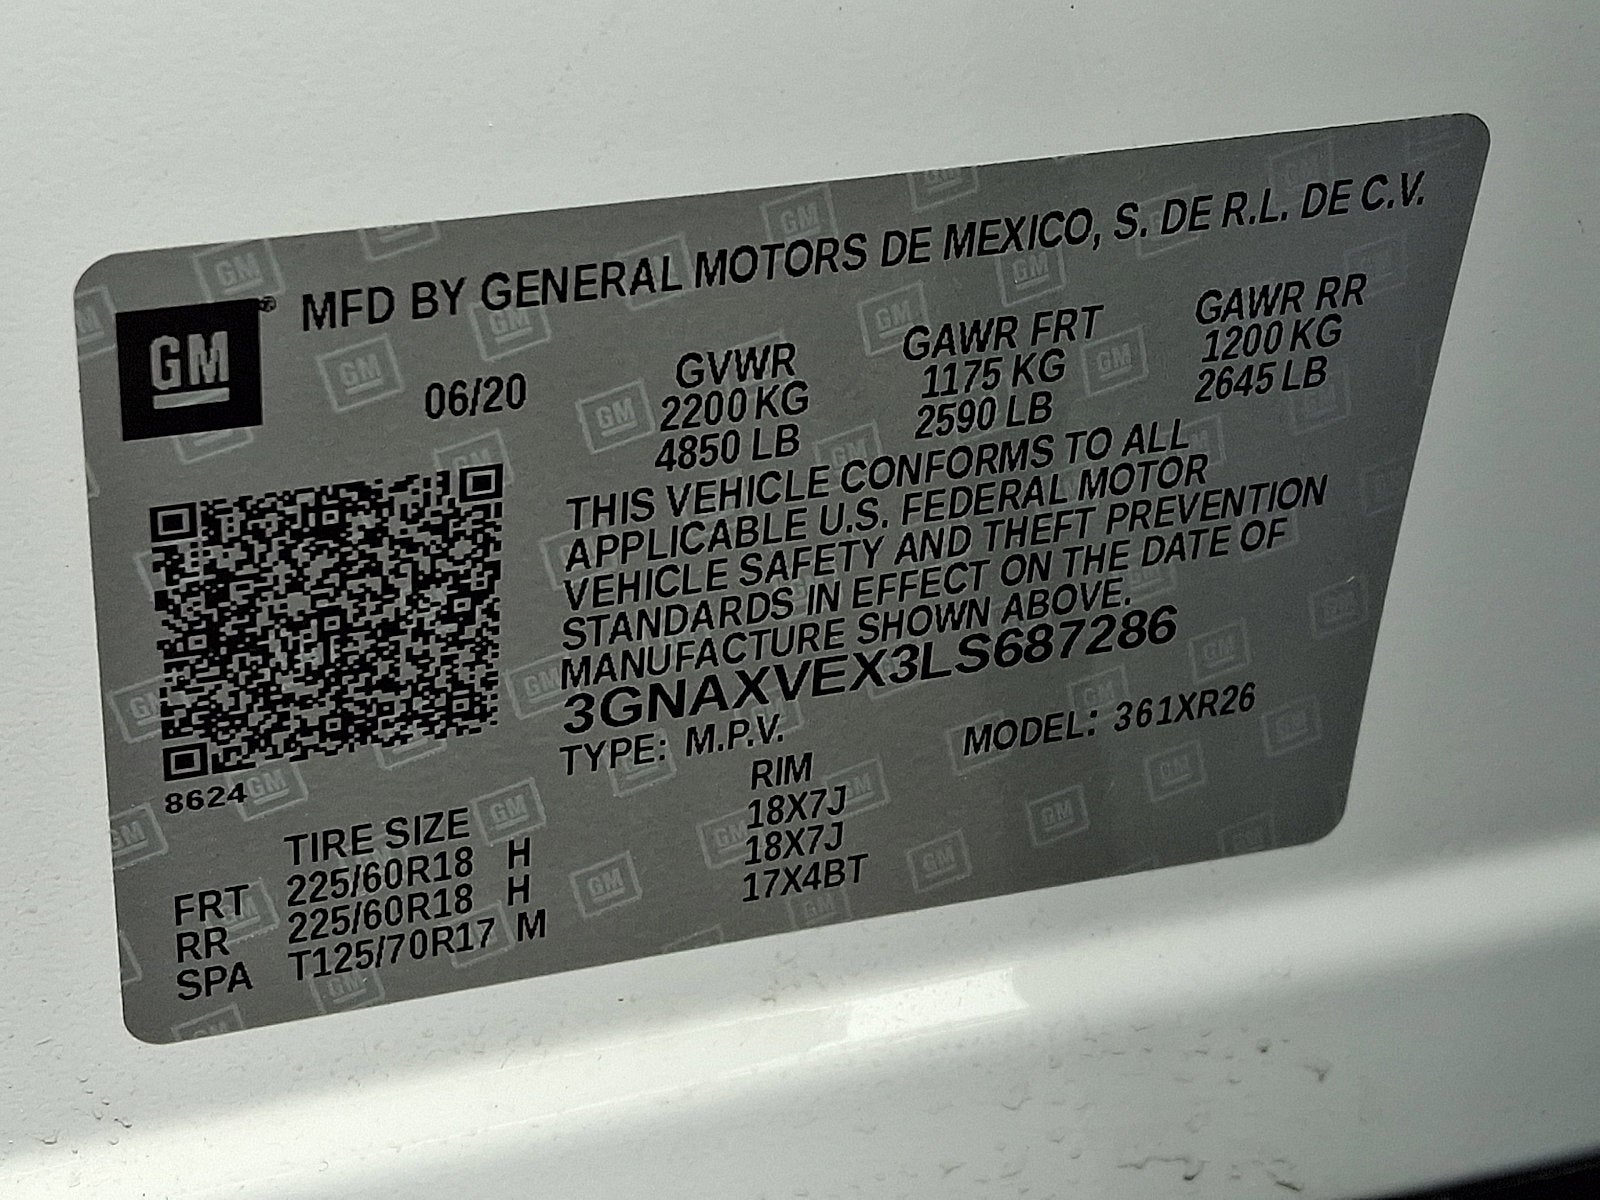 GM® MFD BY GENERAL MOTORS DE MEXICO, S. DE R.L. DE C.V.
06/20
GVWR GAWR FRT GAWR RR
2200 KG 1175 KG 1200 KG
4850 LB 2590 LB 2645 LB
THIS VEHICLE CONFORMS TO ALL
APPLICABLE U.S. FEDERAL MOTOR
VEHICLE SAFETY AND THEFT PREVENTION
STANDARDS IN EFFECT ON THE DATE OF
MANUFACTURE SHOWN ABOVE.
3GNAXVEX3LS687286
TYPE: M.P.V. MODEL: 361XR26
8624
TIRE SIZE RIM
FRT 225/60R18 H 18X7J
RR 225/60R18 H 18X7J
SPA T125/70R17 M 17X4BT